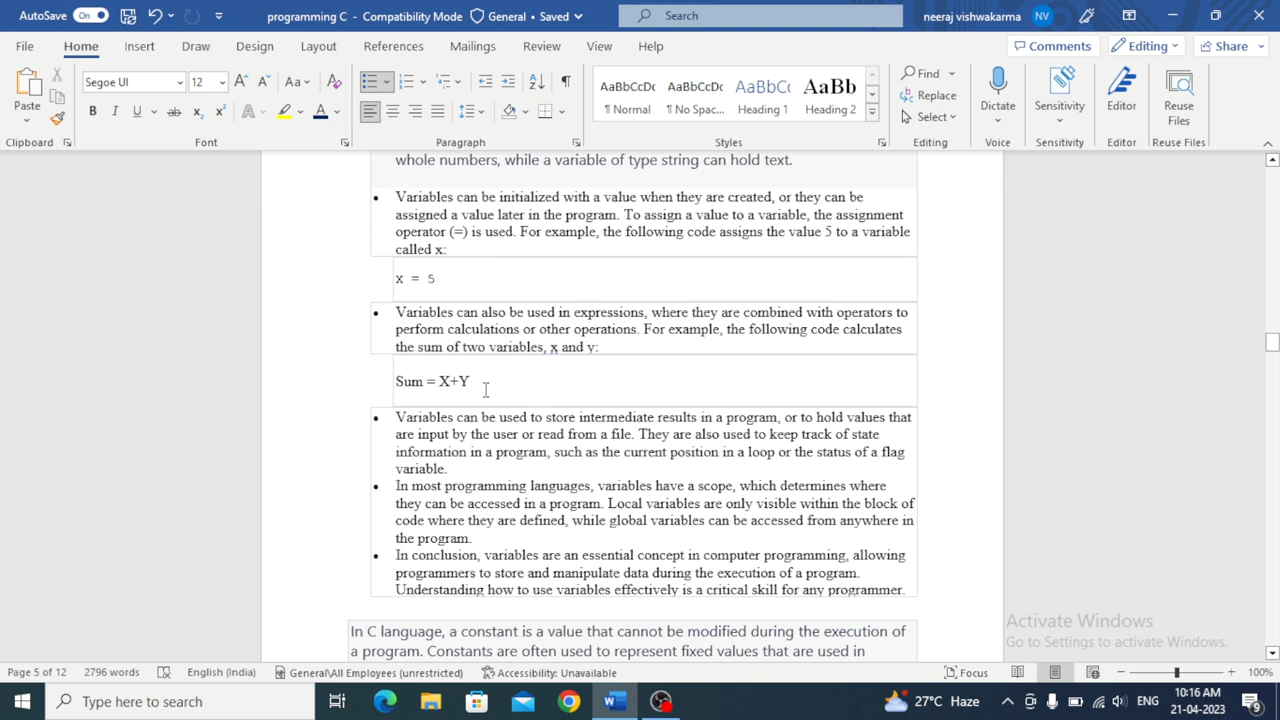 AutoSave On programming C - Compatibility Mode General Saved Search neeraj vishwakarma NV
File Home Insert Draw Design Layout References Mailings Review View Help Comments Editing Share
Segoe UI 12 Aa AaBbCcDc AaBbCcDc AaBbCc AaBb Find
Paste Replace Dictate Sensitivity Editor Reuse Files
B I U ab x₂ x² A A ¶ Normal ¶ No Spac... Heading 1 Heading 2 Select
Clipboard Font Paragraph Styles Editing Voice Sensitivity Editor Reuse Files
whole numbers, while a variable of type string can hold text.
• Variables can be initialized with a value when they are created, or they can be
assigned a value later in the program. To assign a value to a variable, the assignment
operator (=) is used. For example, the following code assigns the value 5 to a variable
called x:
x = 5
• Variables can also be used in expressions, where they are combined with operators to
perform calculations or other operations. For example, the following code calculates
the sum of two variables, x and y:
Sum = X+Y
• Variables can be used to store intermediate results in a program, or to hold values that
are input by the user or read from a file. They are also used to keep track of state
information in a program, such as the current position in a loop or the status of a flag
variable.
• In most programming languages, variables have a scope, which determines where
they can be accessed in a program. Local variables are only visible within the block of
code where they are defined, while global variables can be accessed from anywhere in
the program.
• In conclusion, variables are an essential concept in computer programming, allowing
programmers to store and manipulate data during the execution of a program.
Understanding how to use variables effectively is a critical skill for any programmer.
In C language, a constant is a value that cannot be modified during the execution of
a program. Constants are often used to represent fixed values that are used in
Activate Windows
Go to Settings to activate Windows.
Page 5 of 12 2796 words English (India) General\All Employees (unrestricted) Accessibility: Unavailable Focus 100%
Type here to search 27°C Haze ENG 10:16 AM
21-04-2023 9